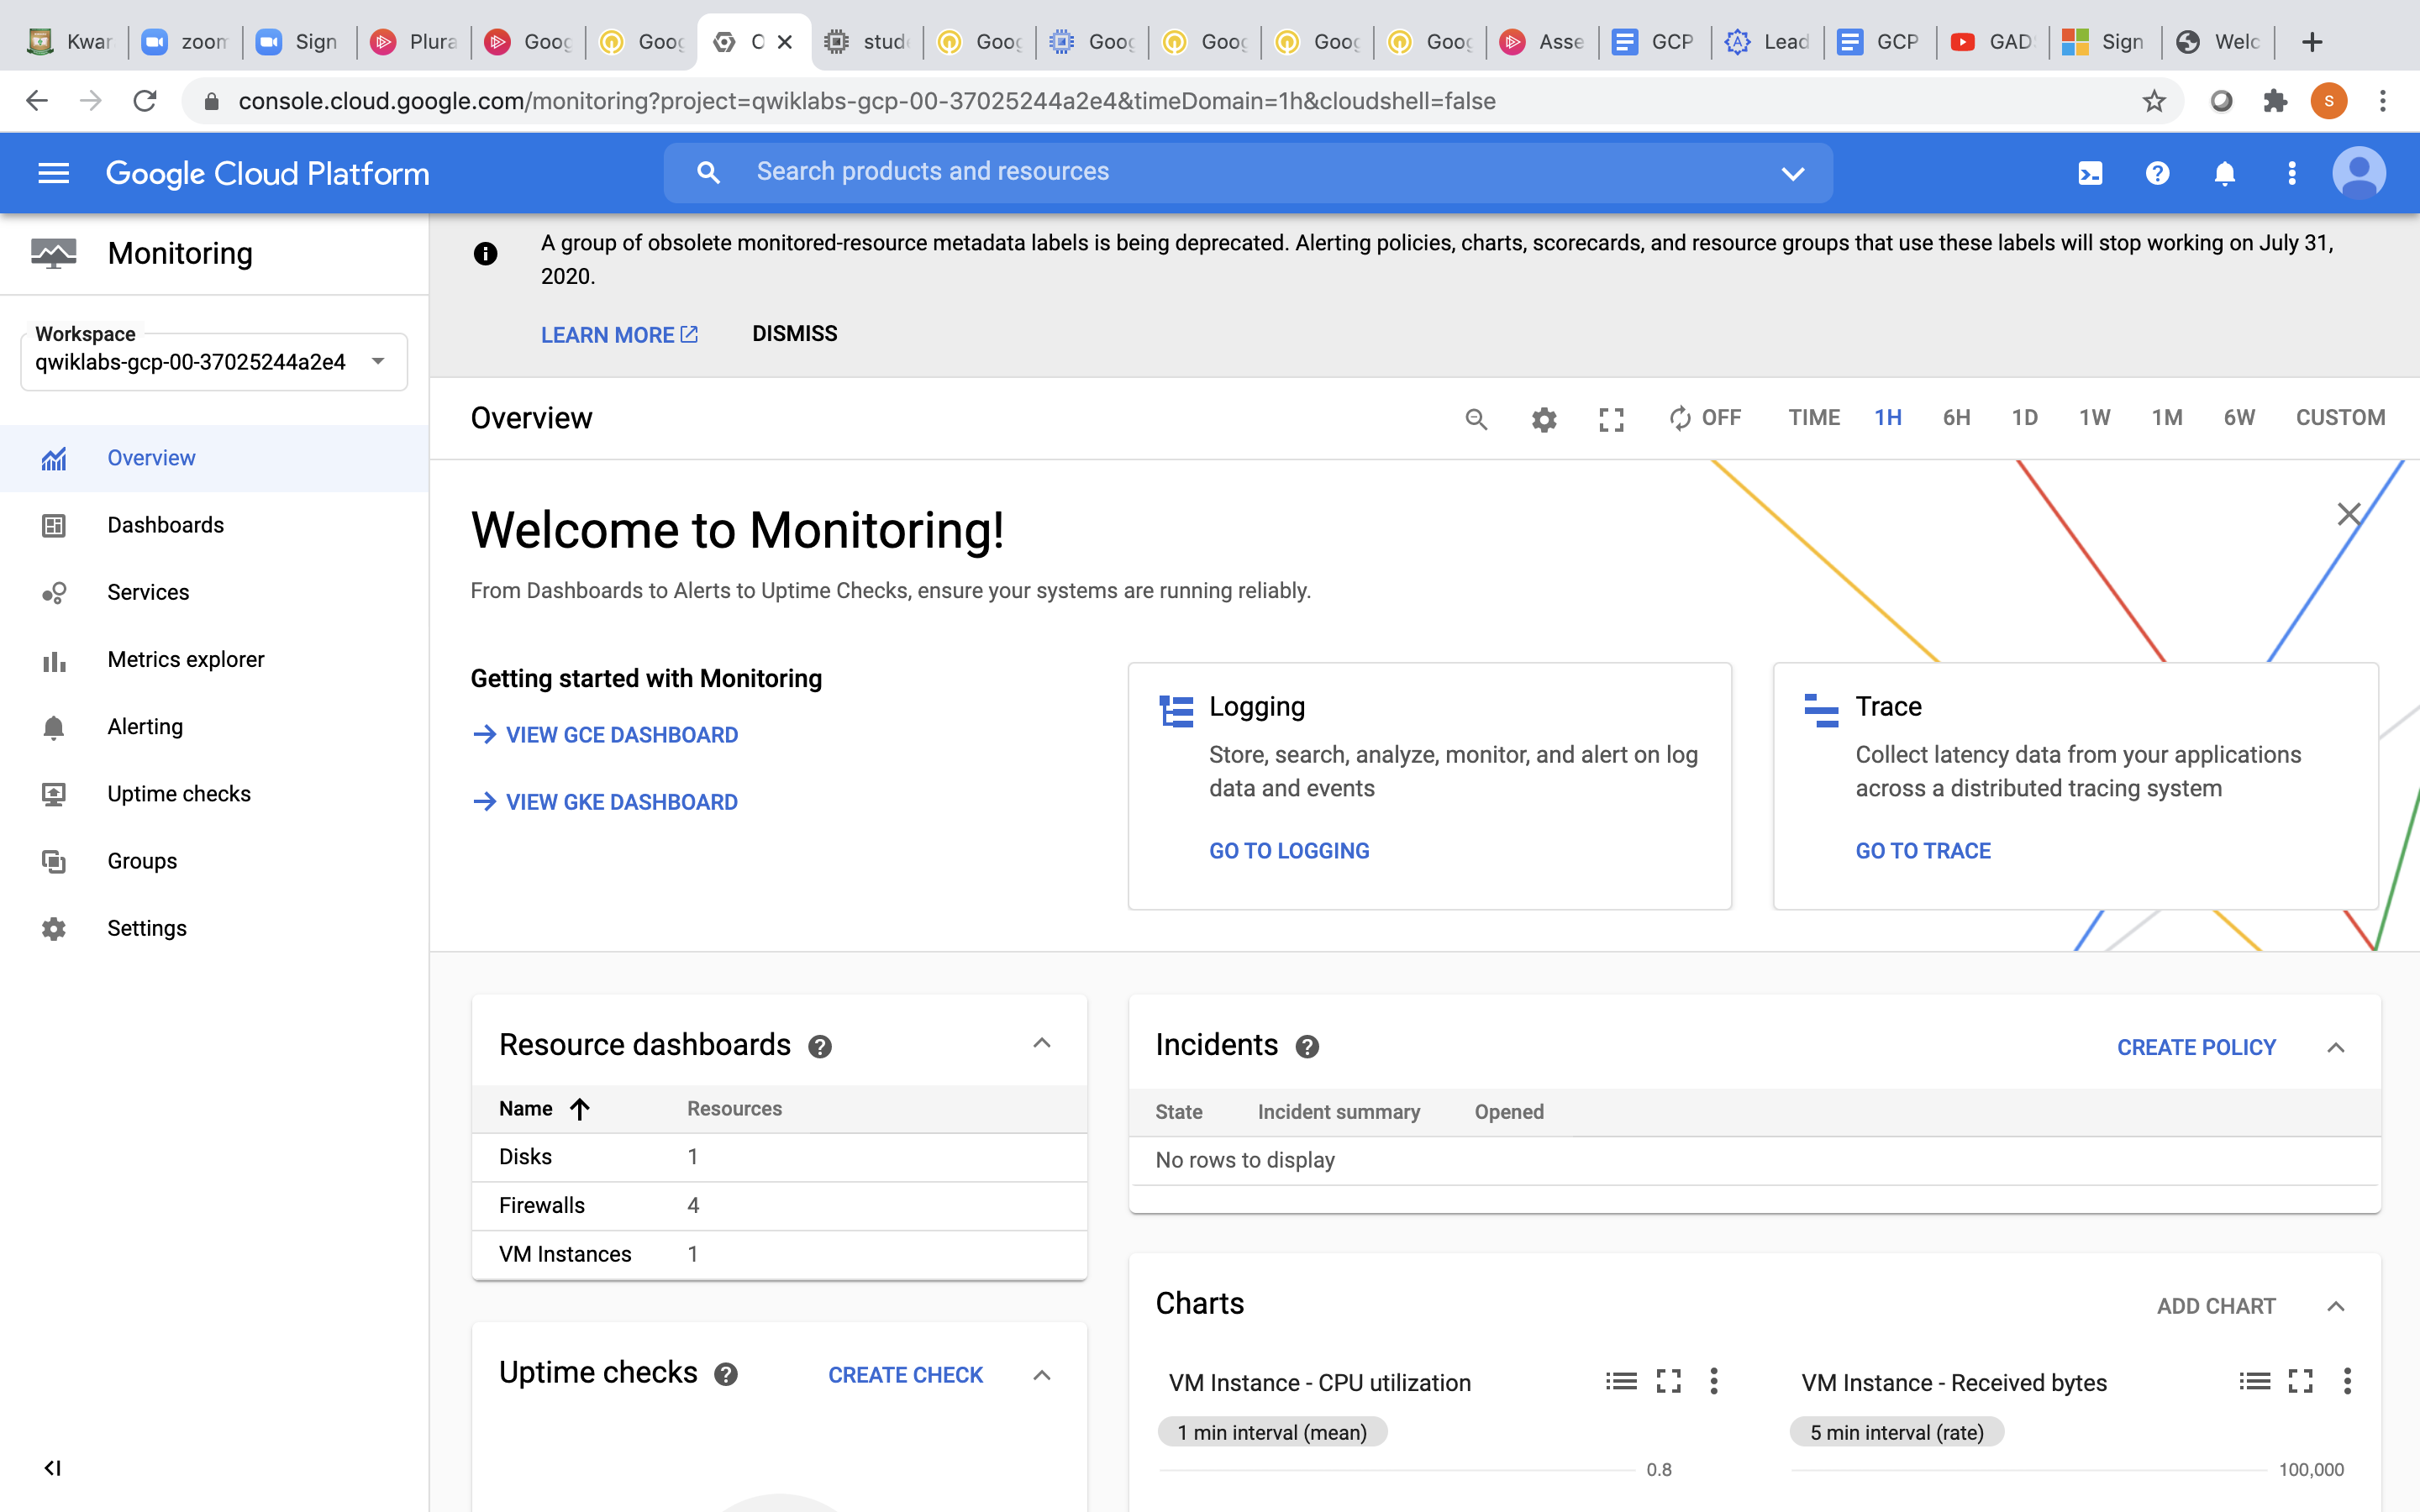 Kwar
zoom
Sign
Plura
Goog
Goog
O
stud
Goog
Goog
Goog
Goog
Goog
Asse
GCP
Lead
GCP
GAD
Sign
Welc
console.cloud.google.com/monitoring?project=qwiklabs-gcp-00-37025244a2e4&timeDomain=1h&cloudshell=false
S
Google Cloud Platform
Search products and resources
Monitoring
Workspace
qwiklabs-gcp-00-37025244a2e4
Overview
Dashboards
Services
Metrics explorer
Alerting
Uptime checks
Groups
Settings
A group of obsolete monitored-resource metadata labels is being deprecated. Alerting policies, charts, scorecards, and resource groups that use these labels will stop working on July 31,
2020.
LEARN MORE
DISMISS
Overview
OFF
TIME
1H
6H
1D
1W
1M
6W
CUSTOM
Welcome to Monitoring!
From Dashboards to Alerts to Uptime Checks, ensure your systems are running reliably.
Getting started with Monitoring
VIEW GCE DASHBOARD
VIEW GKE DASHBOARD
Logging
Store, search, analyze, monitor, and alert on log
data and events
GO TO LOGGING
Trace
Collect latency data from your applications
across a distributed tracing system
GO TO TRACE
Resource dashboards
Name Resources
Disks 1
Firewalls 4
VM Instances 1
Uptime checks
CREATE CHECK
Incidents
CREATE POLICY
State Incident summary Opened
No rows to display
Charts
ADD CHART
VM Instance - CPU utilization
1 min interval (mean)
0.8
VM Instance - Received bytes
5 min interval (rate)
100,000